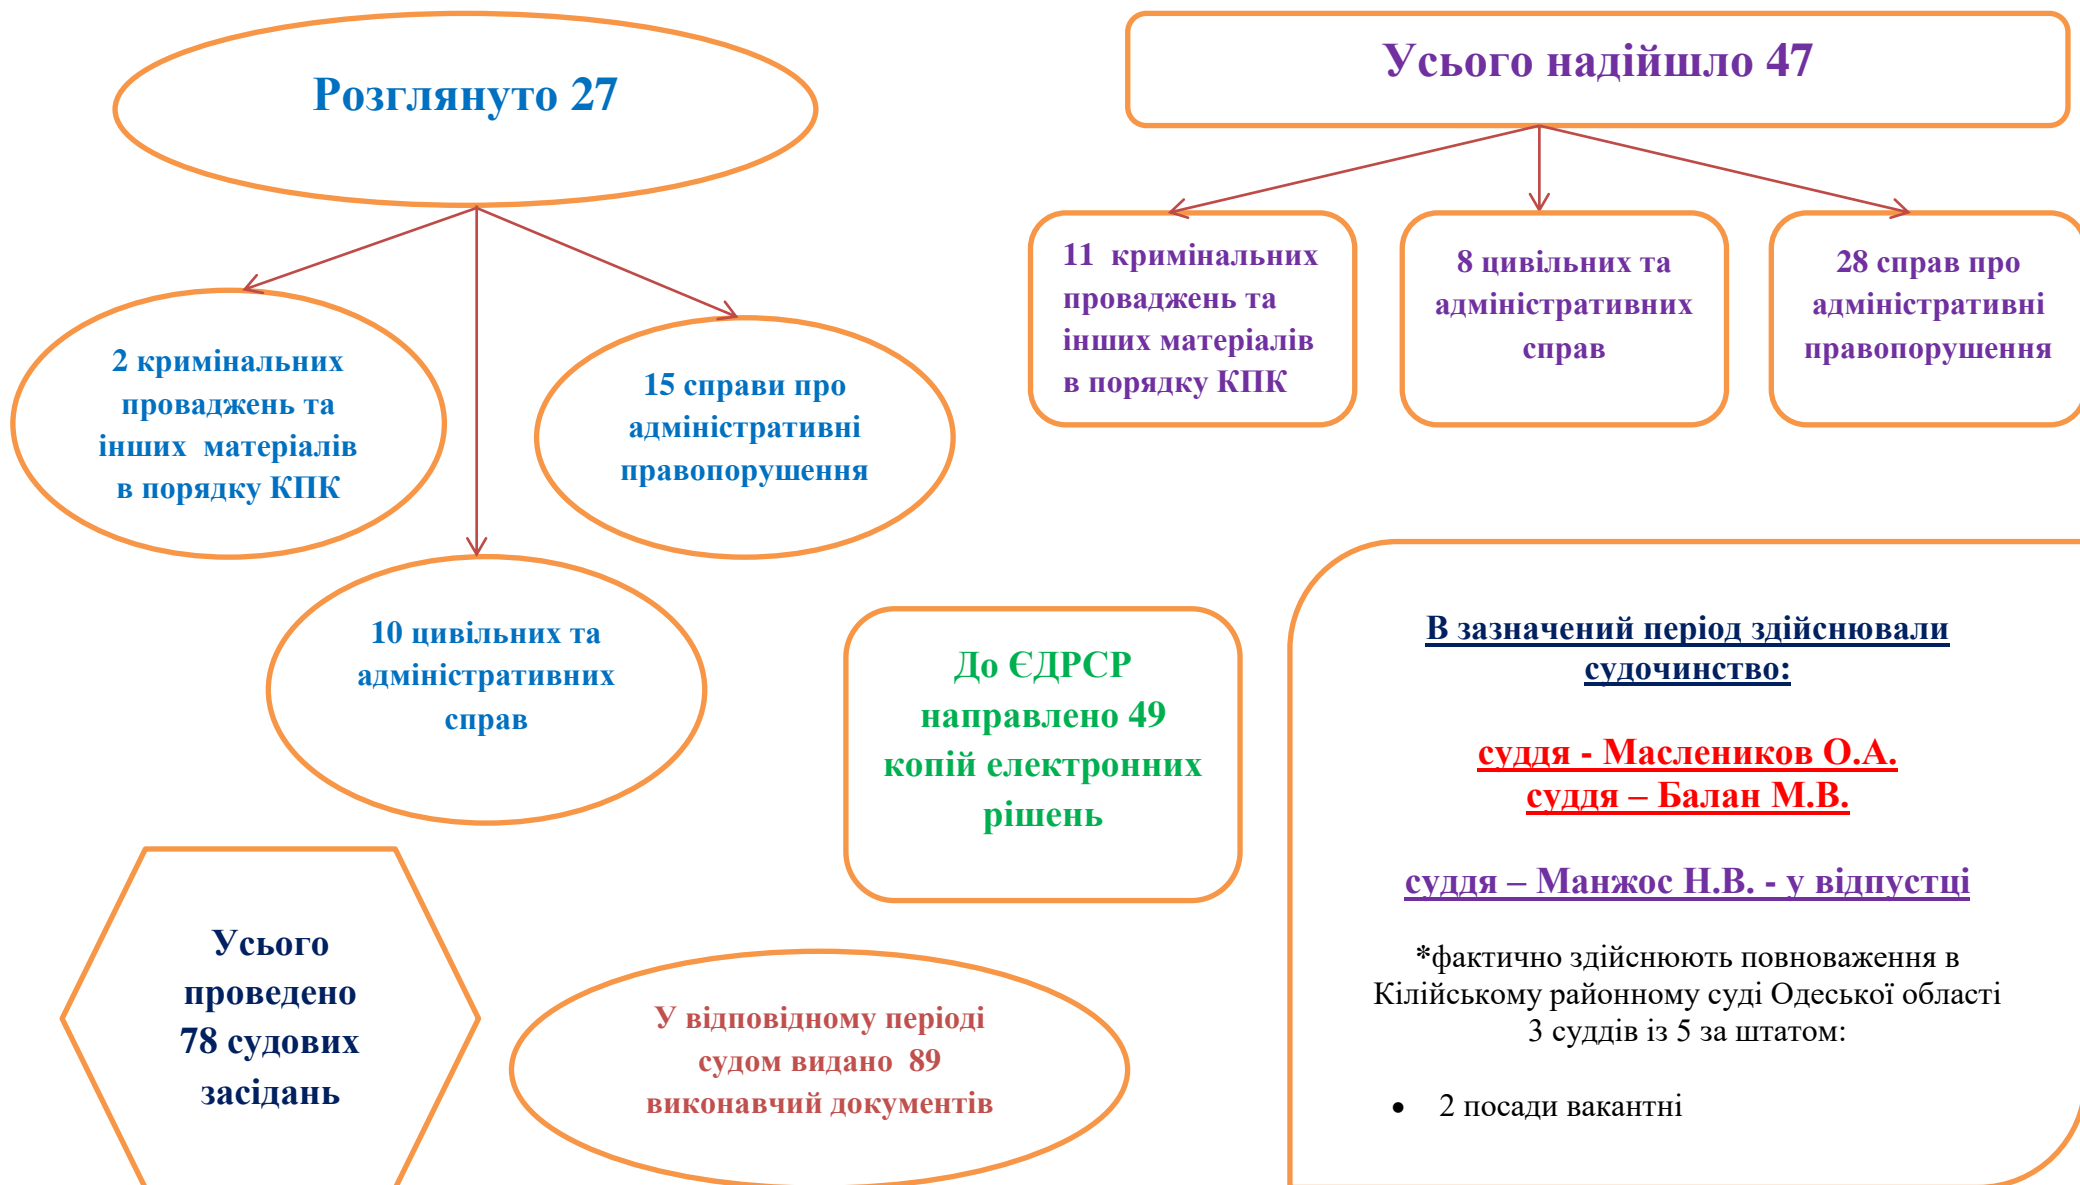 Розглянуто 27
2 кримінальних
проваджень та
інших матеріалів
в порядку КПК
15 справи про
адміністративні
правопорушення
10 цивільних та
адміністративних
справ
Усього надійшло 47
11 кримінальних
проваджень та
інших матеріалів
в порядку КПК
8 цивільних та
адміністративних
справ
28 справ про
адміністративні
правопорушення
До ЄДРСР
направлено 49
копій електронних
рішень
В зазначений період здійснювали
судочинство:
суддя - Маслеников О.А.
суддя – Балан М.В.
суддя – Манжос Н.В. - у відпустці
*фактично здійснюють повноваження в
Кілійському районному суді Одеської області
3 суддів із 5 за штатом:
• 2 посади вакантні
Усього
проведено
78 судових
засідань
У відповідному періоді
судом видано 89
виконавчий документів